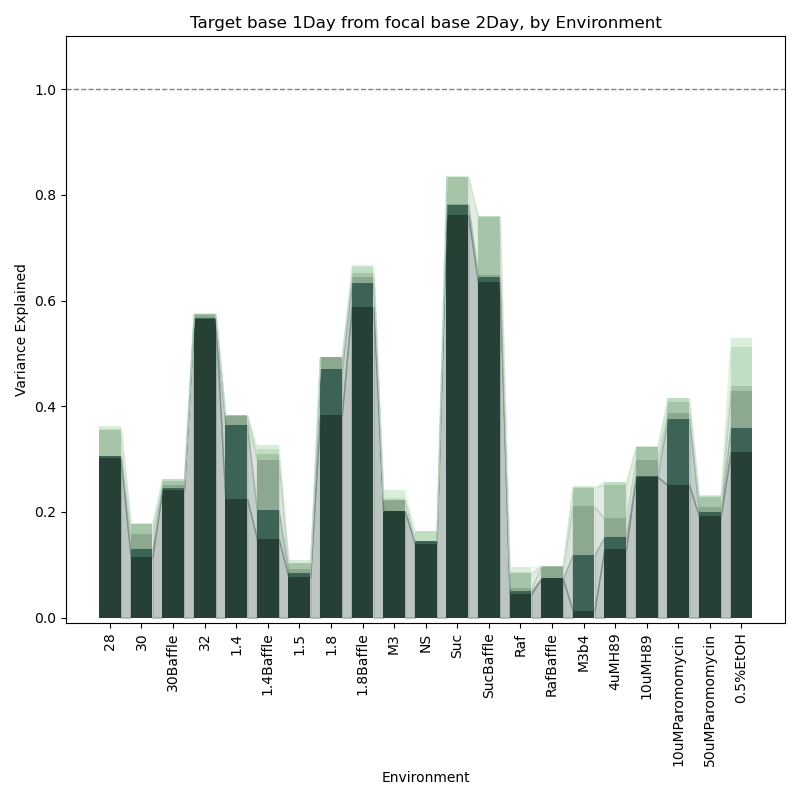 Target base 1Day from focal base 2Day, by Environment
Variance Explained
1.0
0.8
0.6
0.4
0.2
0.0
28
30
30Baffle
32
1.4
1.4Baffle
1.5
1.8
1.8Baffle
M3
NS
Suc
SucBaffle
Raf
RafBaffle
M3b4
4uMH89
10uMH89
10uMParomomycin
50uMParomomycin
0.5%EtOH
Environment